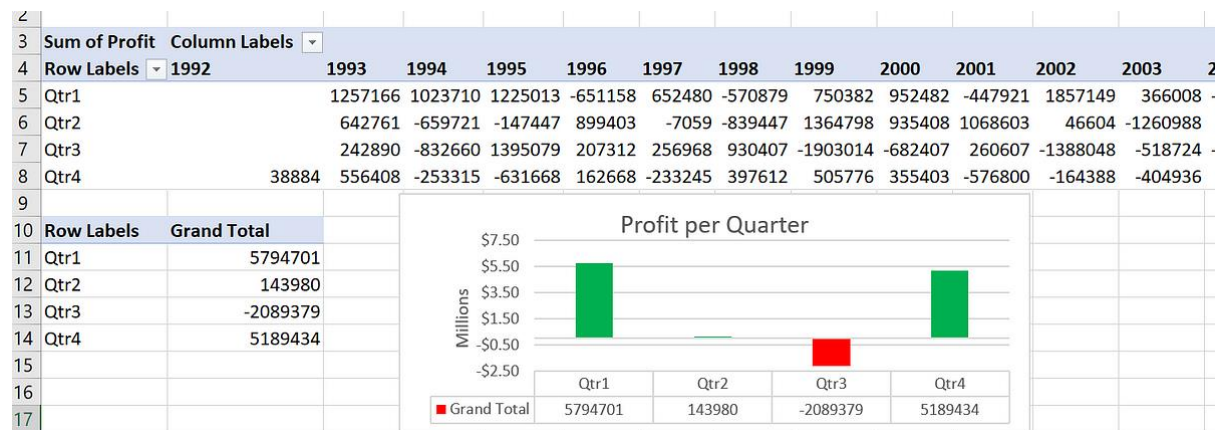 3 Sum of Profit Column Labels
4 Row Labels 1992 1993 1994 1995 1996 1997 1998 1999 2000 2001 2002 2003
5 Qtr1 1257166 1023710 1225013 -651158 652480 -570879 750382 952482 -447921 1857149 366008
6 Qtr2 642761 -659721 -147447 899403 -7059 -839447 1364798 935408 1068603 46604 -1260988
7 Qtr3 242890 -832660 1395079 207312 256968 930407 -1903014 -682407 260607 -1388048 -518724
8 Qtr4 38884 556408 -253315 -631668 162668 -233245 397612 505776 355403 -576800 -164388 -404936
9
10 Row Labels Grand Total
11 Qtr1 5794701
12 Qtr2 143980
13 Qtr3 -2089379
14 Qtr4 5189434
15
16
17
Profit per Quarter
Millions
$7.50
$5.50
$3.50
$1.50
-$0.50
-$2.50
Qtr1 Qtr2 Qtr3 Qtr4
Grand Total 5794701 143980 -2089379 5189434